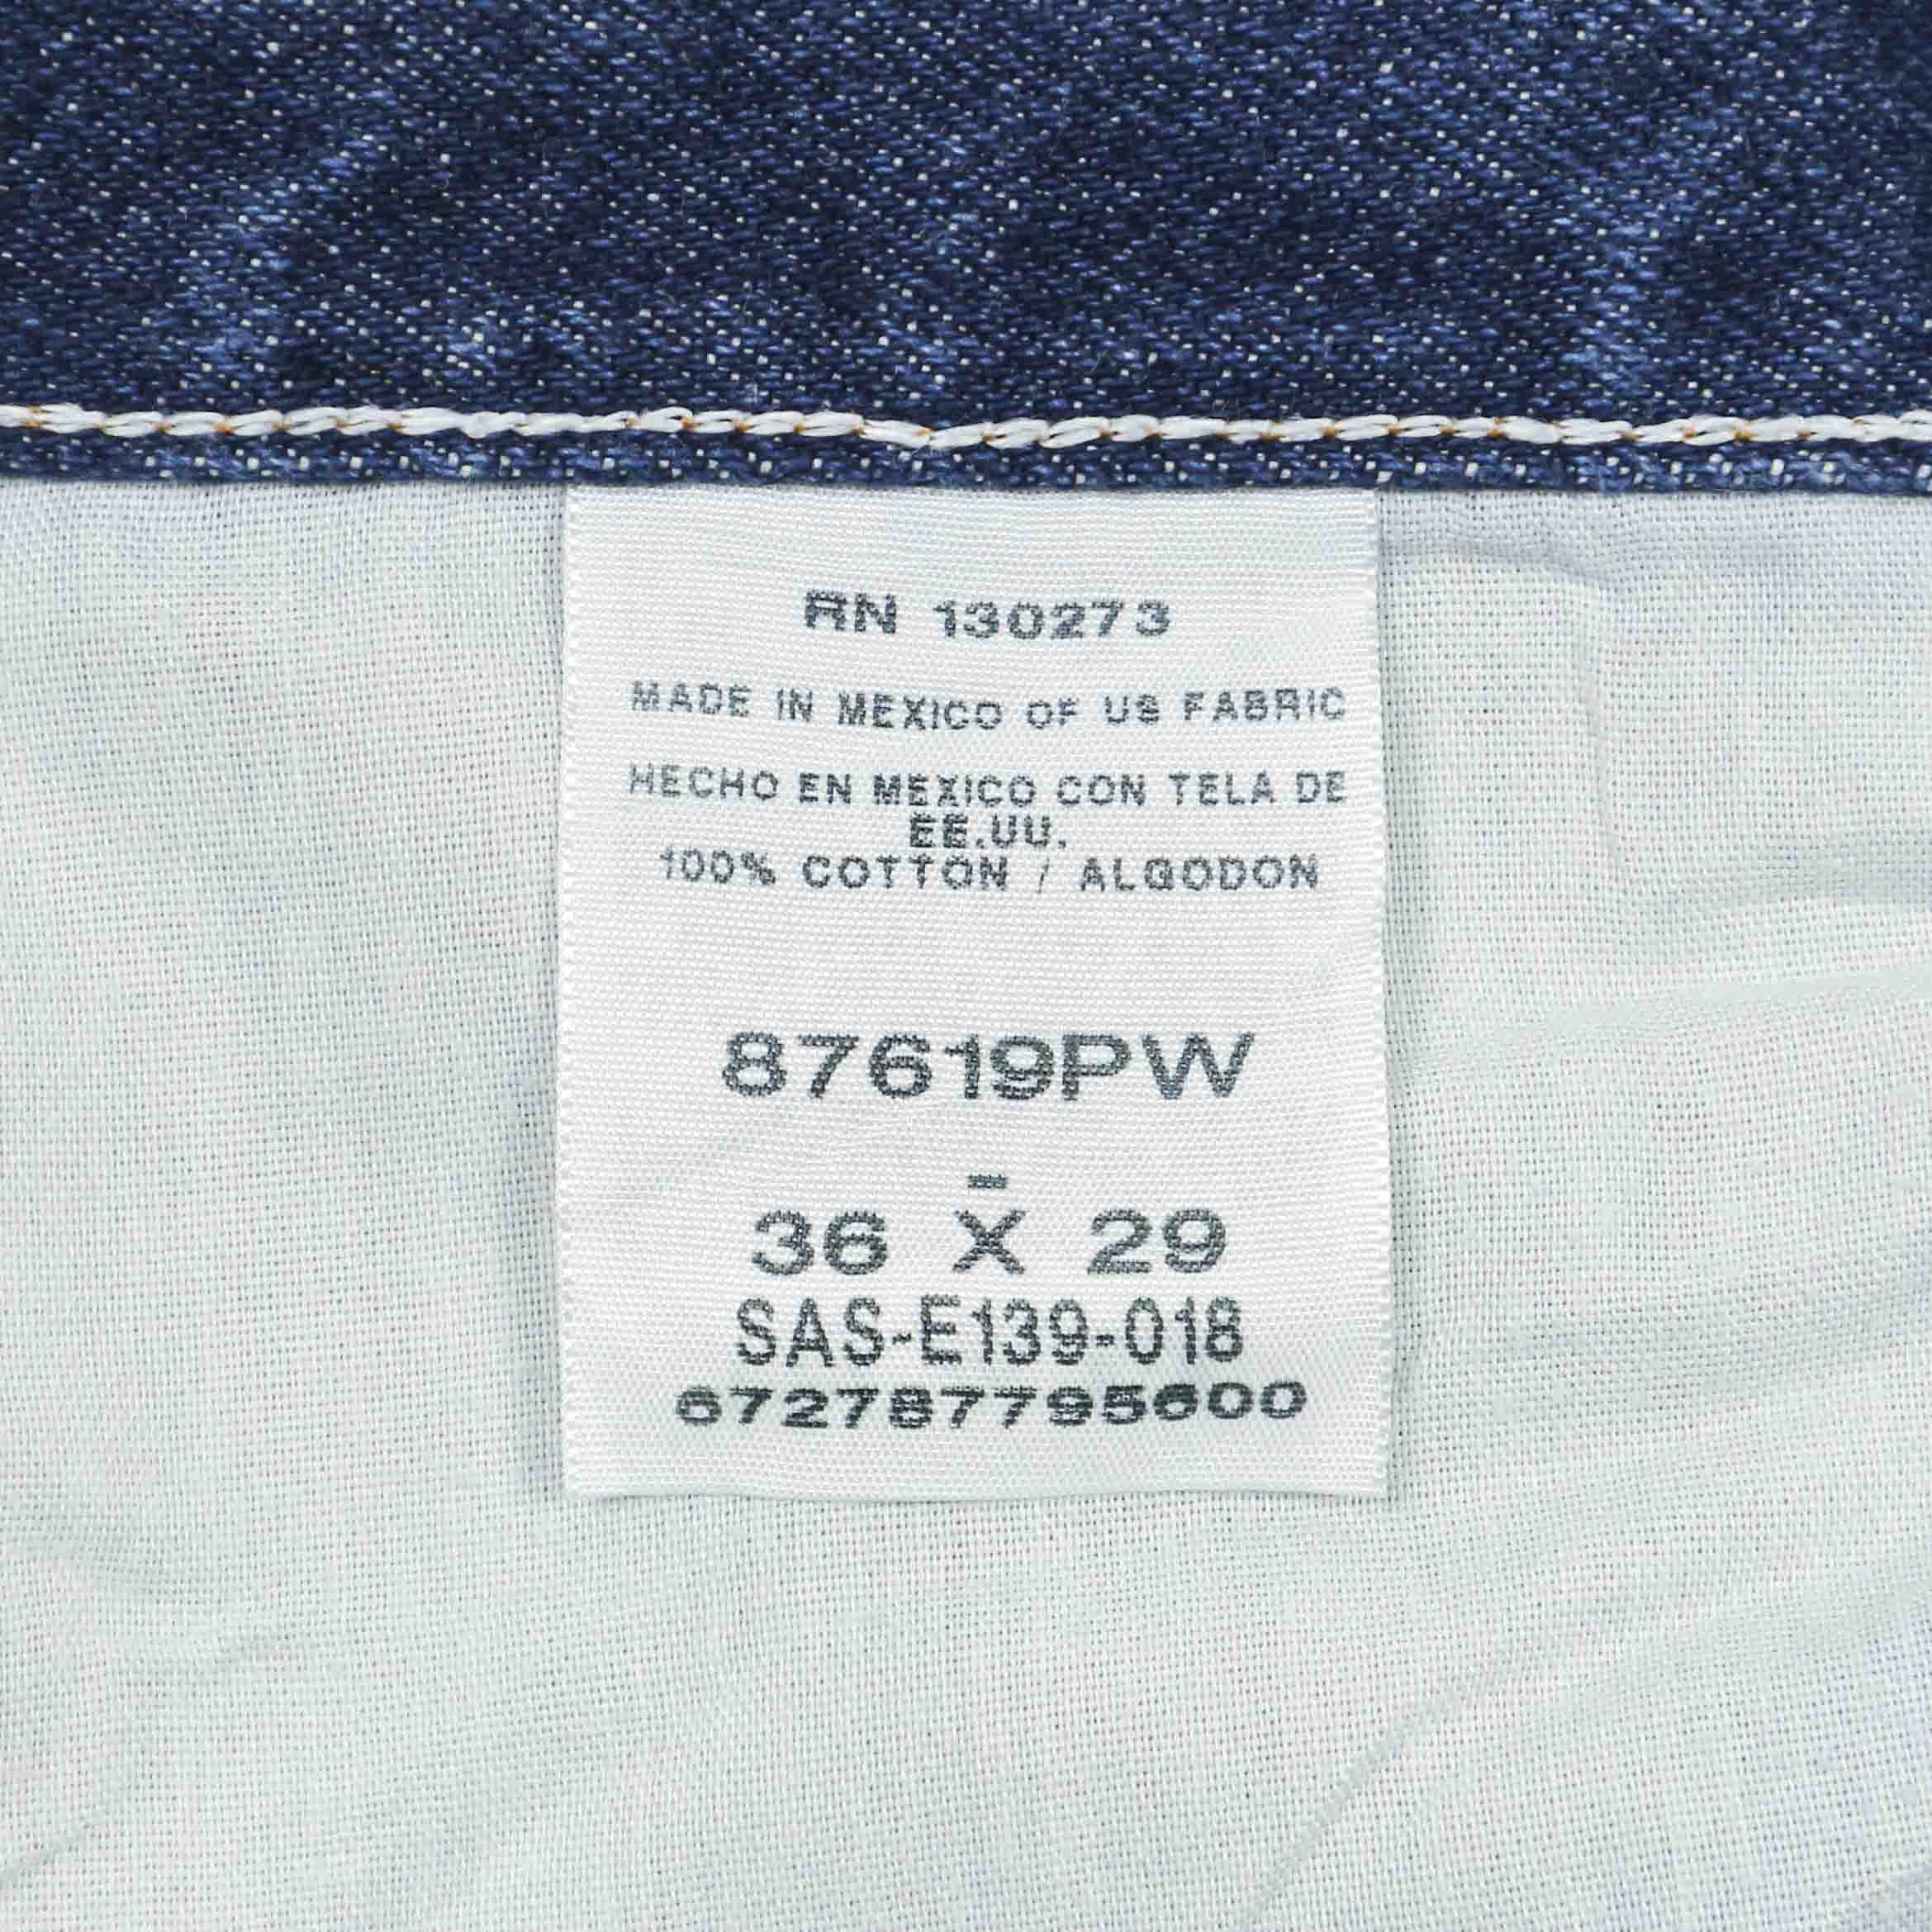 RN 130273
MADE IN MEXICO OF US FABRIC
HECHO EN MEXICO CON TELA DE
EE.UU.
100% COTTON / ALGODON
87619PW
-
36 X 29
SAS-E139-018
672787795600